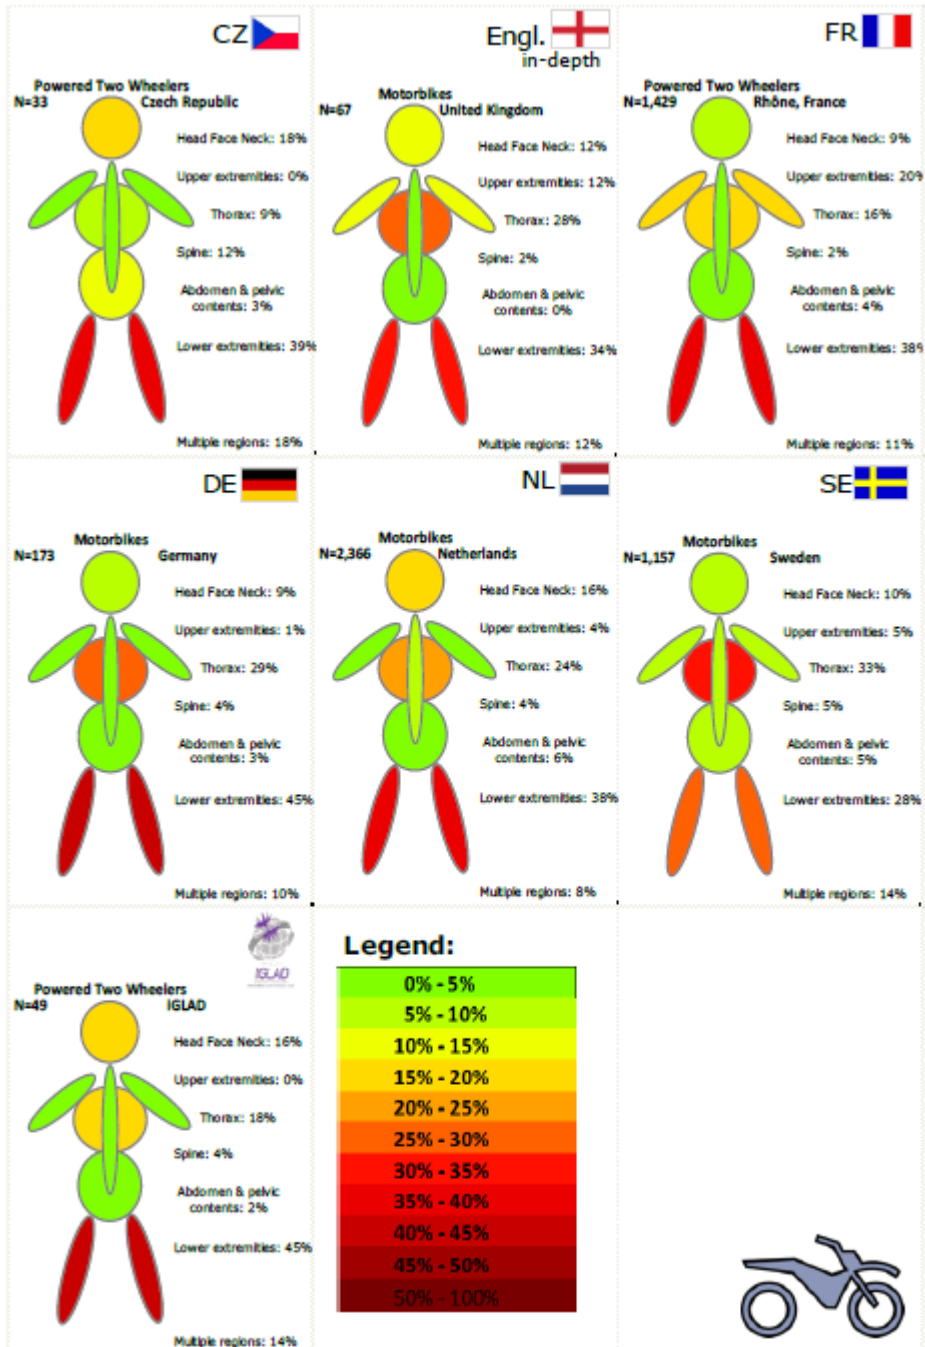 CZ
Powered Two Wheelers
N=33
Czech Republic
Head Face Neck: 18%
Upper extremities: 0%
Thorax: 9%
Spine: 12%
Abdomen & pelvic
contents: 3%
Lower extremities: 39%
Multiple regions: 18%
Engl.
in-depth
Motorbikes
N=67
United Kingdom
Head Face Neck: 12%
Upper extremities: 12%
Thorax: 28%
Spine: 2%
Abdomen & pelvic
contents: 0%
Lower extremities: 34%
Multiple regions: 12%
FR
Powered Two Wheelers
N=1,429
Rhône, France
Head Face Neck: 9%
Upper extremities: 20%
Thorax: 16%
Spine: 2%
Abdomen & pelvic
contents: 4%
Lower extremities: 38%
Multiple regions: 11%
DE
Motorbikes
N=173
Germany
Head Face Neck: 9%
Upper extremities: 1%
Thorax: 29%
Spine: 4%
Abdomen & pelvic
contents: 3%
Lower extremities: 45%
Multiple regions: 10%
NL
Motorbikes
N=2,366
Netherlands
Head Face Neck: 16%
Upper extremities: 4%
Thorax: 24%
Spine: 4%
Abdomen & pelvic
contents: 6%
Lower extremities: 38%
Multiple regions: 8%
SE
Motorbikes
N=1,157
Sweden
Head Face Neck: 10%
Upper extremities: 5%
Thorax: 33%
Spine: 5%
Abdomen & pelvic
contents: 5%
Lower extremities: 28%
Multiple regions: 14%
IGLAD
Powered Two Wheelers
N=49
IGLAD
Head Face Neck: 16%
Upper extremities: 0%
Thorax: 18%
Spine: 4%
Abdomen & pelvic
contents: 2%
Lower extremities: 45%
Multiple regions: 14%
Legend:
0% - 5%
5% - 10%
10% - 15%
15% - 20%
20% - 25%
25% - 30%
30% - 35%
35% - 40%
40% - 45%
45% - 50%
50% - 100%